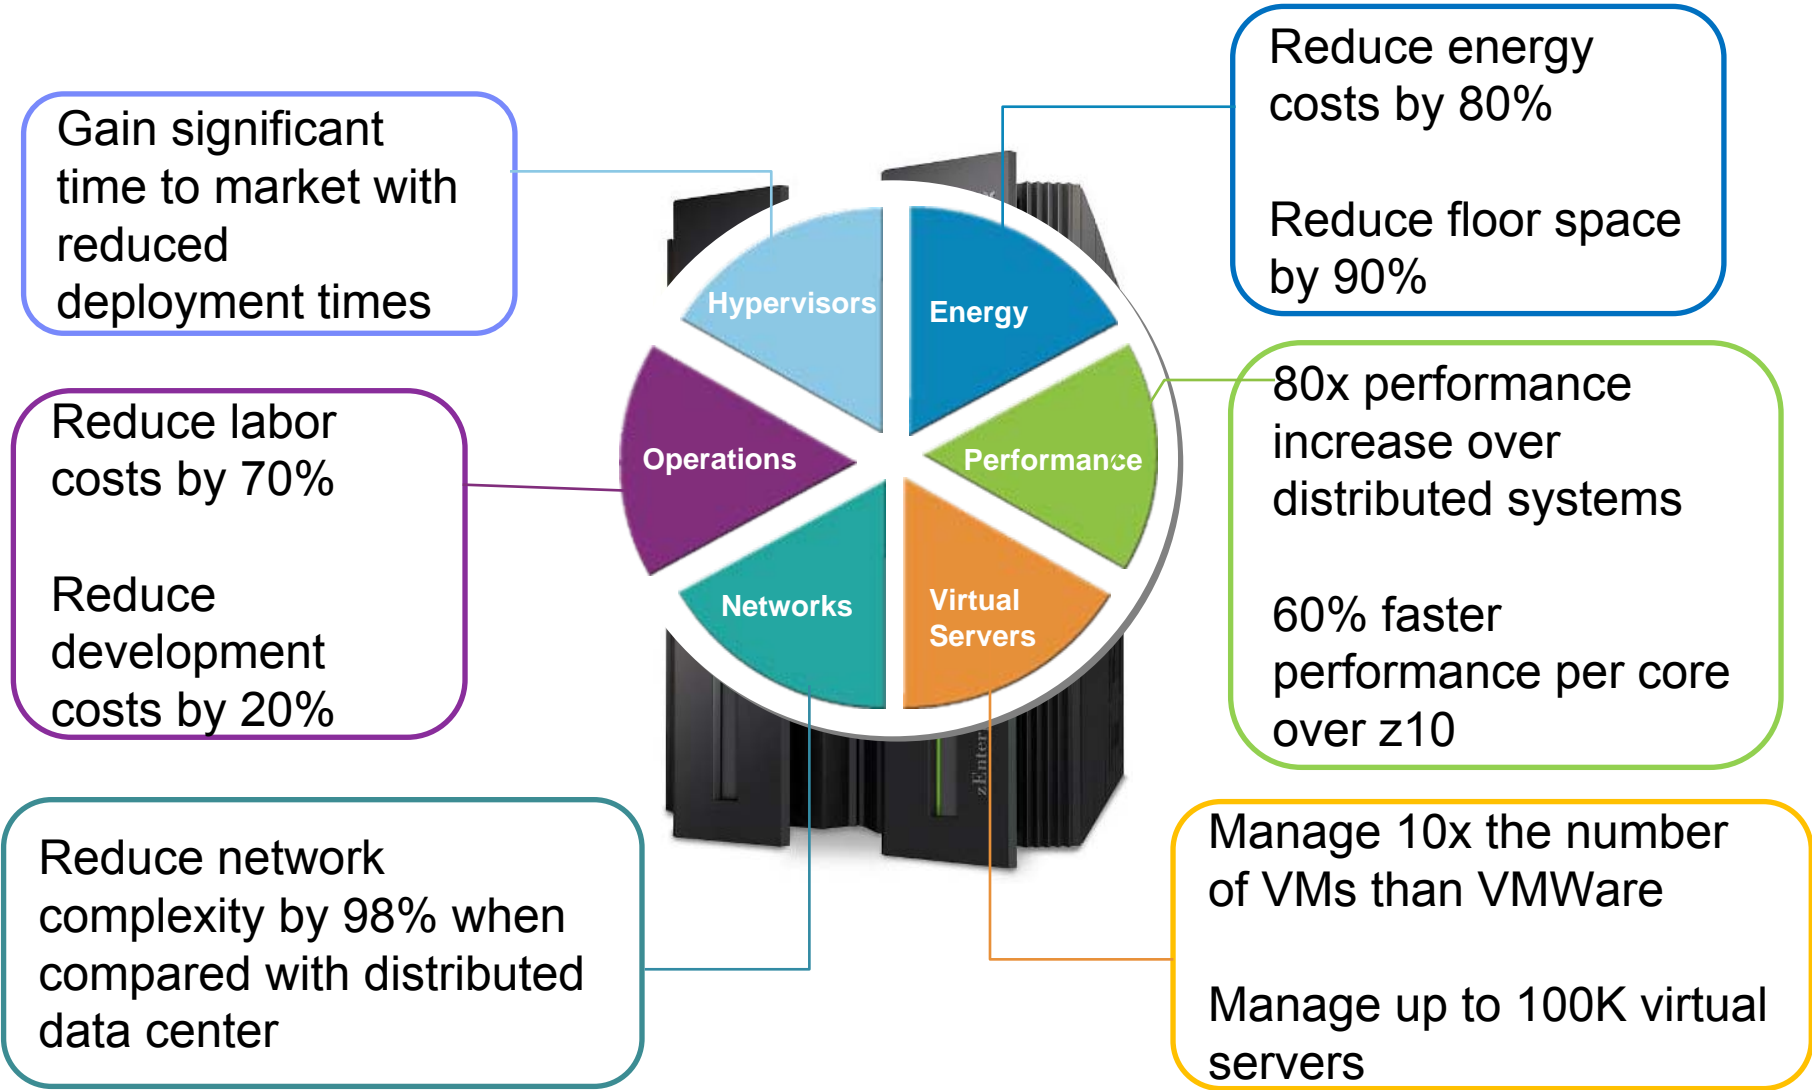 Gain significant
time to market with
reduced
deployment times
Reduce energy
costs by 80%
Reduce floor space
by 90%
Hypervisors
Energy
Reduce labor
costs by 70%
Reduce
development
costs by 20%
Operations
Performance
80x performance
increase over
distributed systems
60% faster
performance per core
over z10
Networks
Virtual
Servers
zEnter
Reduce network
complexity by 98% when
compared with distributed
data center
Manage 10x the number
of VMs than VMWare
Manage up to 100K virtual
servers